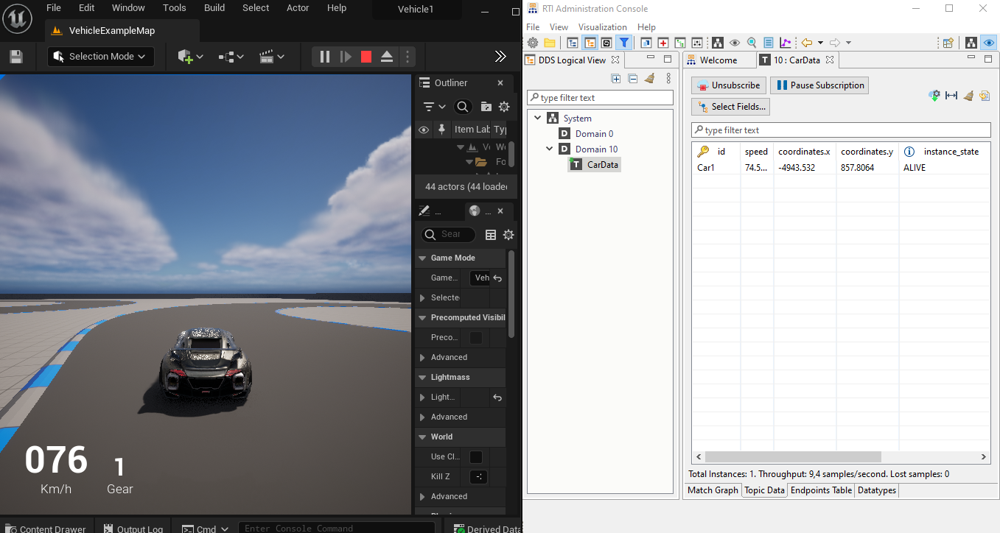 File Edit Window Tools Build Select Actor Help Vehicle1
VehicleExampleMap
Selection Mode
Outliner
Item Lab Typ
44 actors (44 loade
...
...
Sear
Game Mode
Game... Veh
Selecte
Precomputed Visibil
Preco...
Advanced
Lightmass
Light...
Advanced
World
Use Cl...
Kill Z
Advanced
076 1
Km/h Gear
Content Drawer Output Log Cmd Enter Console Command Derived Data
RTI Administration Console
File View Visualization Help
DDS Logical View
type filter text
System
D Domain 0
D Domain 10
T CarData
Welcome T 10 : CarData
Unsubscribe Pause Subscription
Select Fields...
type filter text
id speed coordinates.x coordinates.y instance_state
Car1 74.5... -4943.532 857.8064 ALIVE
Total Instances: 1. Throughput: 9,4 samples/second. Lost samples: 0
Match Graph Topic Data Endpoints Table Datatypes